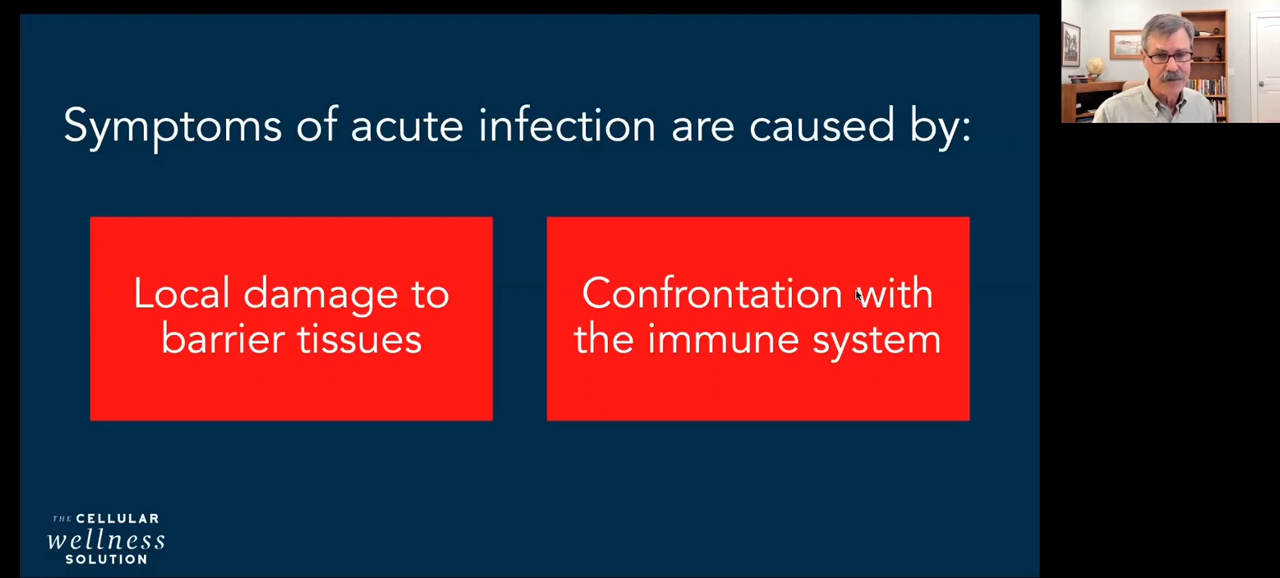 Symptoms of acute infection are caused by:
Local damage to
barrier tissues
Confrontation with
the immune system
THE CELLULAR
wellness
SOLUTION